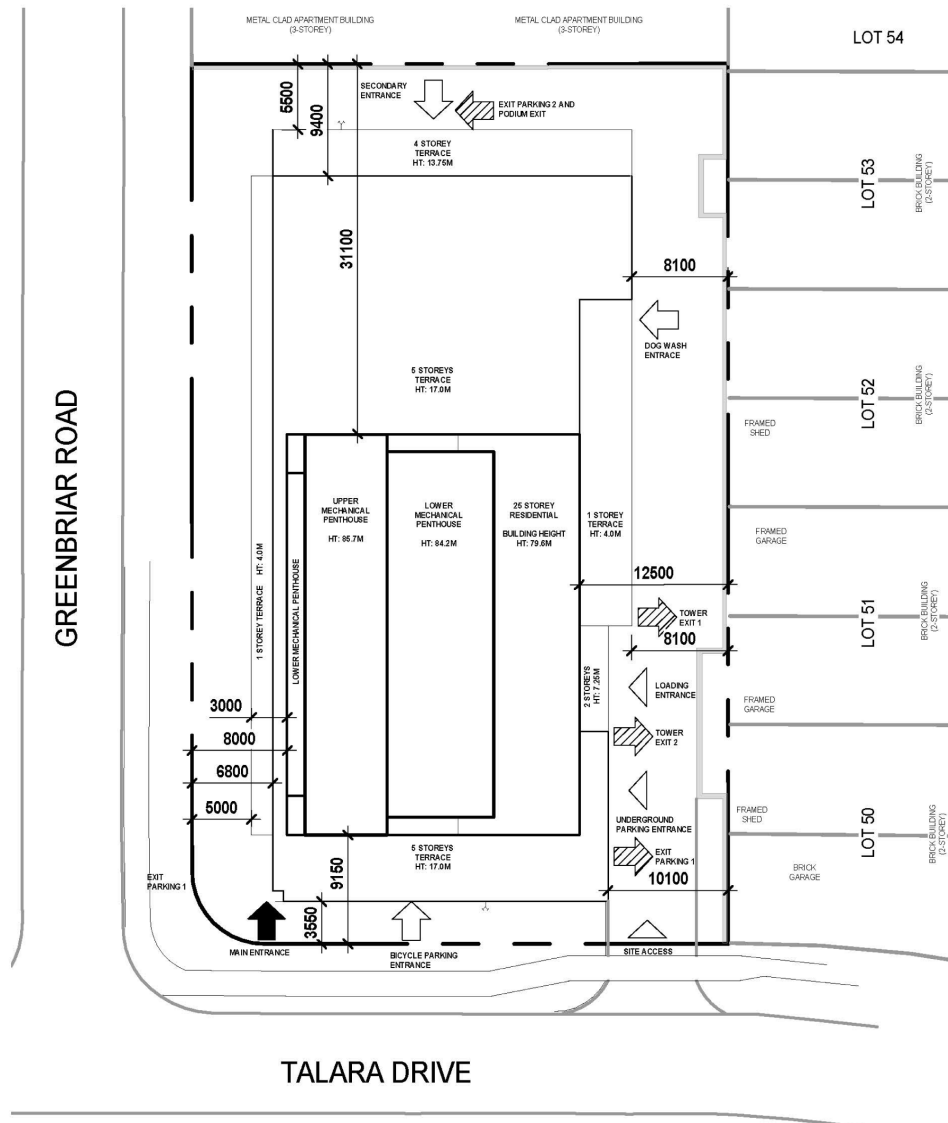 METAL CLAD APARTMENT BUILDING
(3-STOREY)
METAL CLAD APARTMENT BUILDING
(3-STOREY)
LOT 54
SECONDARY
ENTRANCE
EXIT PARKING 2 AND
PODIUM EXIT
5500
9400
4 STOREY
TERRACE
HT: 13.75M
LOT 53
BRICK BUILDING
(2-STOREY)
31100
8100
DOG WASH
ENTRACE
5 STOREYS
TERRACE
HT: 17.0M
LOT 52
BRICK BUILDING
(2-STOREY)
FRAMED
SHED
GREENBRIAR ROAD
UPPER
MECHANICAL
PENTHOUSE
HT: 85.7M
LOWER
MECHANICAL
PENTHOUSE
HT: 84.2M
25 STOREY
RESIDENTIAL
BUILDING HEIGHT
HT: 79.6M
1 STOREY
TERRACE
HT: 4.0M
FRAMED
GARAGE
1 STOREY TERRACE HT: 4.0M
LOWER MECHANICAL PENTHOUSE
12500
TOWER
EXIT 1
8100
LOT 51
BRICK BUILDING
(2-STOREY)
2 STOREYS
HT: 7.25M
LOADING
ENTRANCE
FRAMED
GARAGE
3000
8000
6800
5000
TOWER
EXIT 2
UNDERGROUND
PARKING ENTRANCE
FRAMED
SHED
LOT 50
BRICK BUILDING
(2-STOREY)
5 STOREYS
TERRACE
HT: 17.0M
9150
EXIT
PARKING 1
10100
BRICK
GARAGE
EXIT
PARKING 1
3550
MAIN ENTRANCE
BICYCLE PARKING
ENTRANCE
SITE ACCESS
TALARA DRIVE